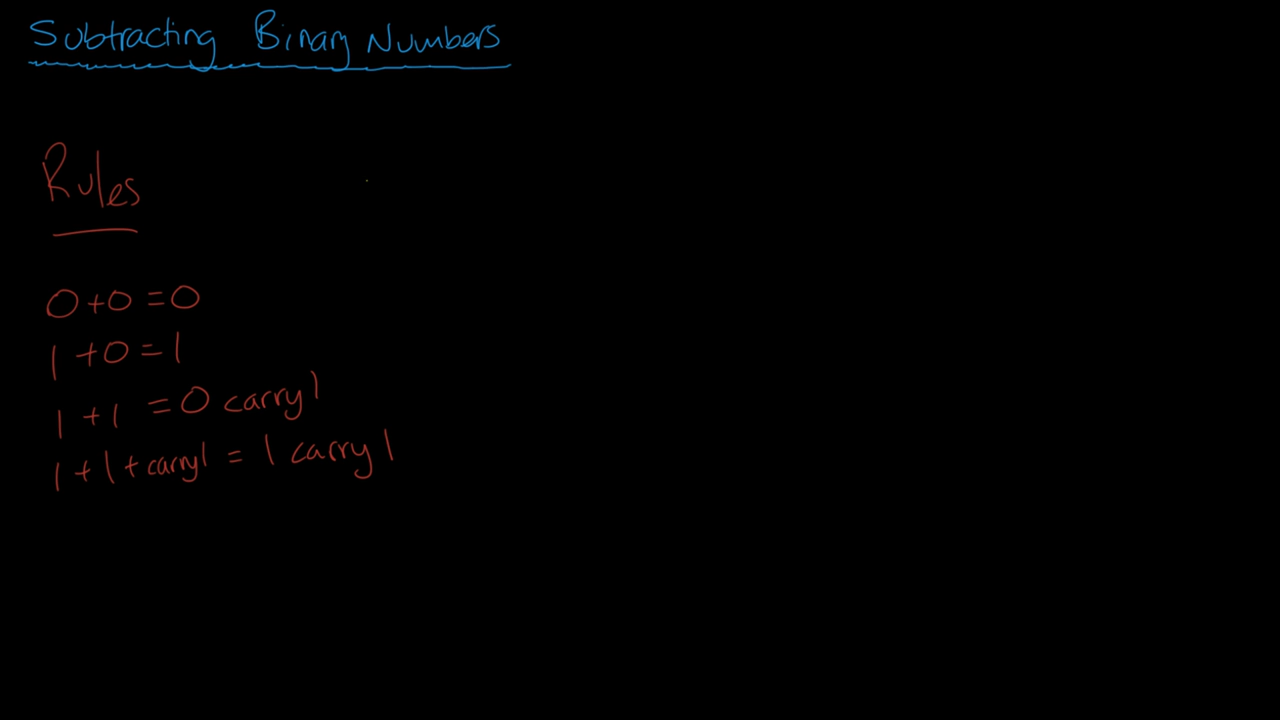 Subtracting Binary Numbers
Rules
0+0=0
1+0=1
1+1 =0 carry1
1+1+carry1 = 1 carry1